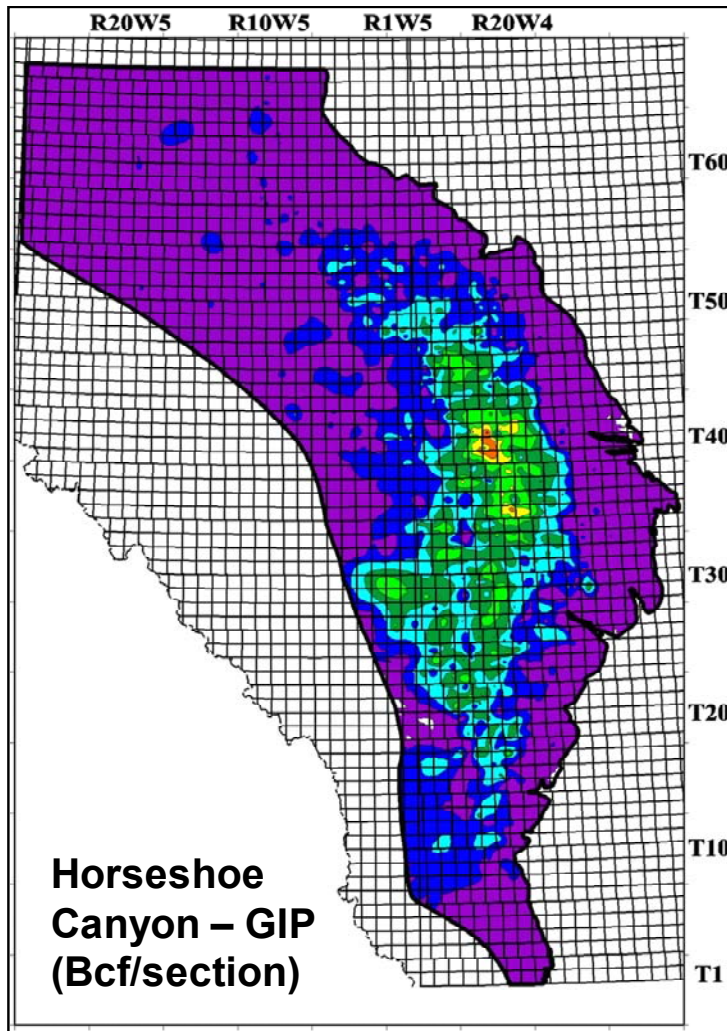 R20W5 R10W5 R1W5 R20W4
T60
T50
T40
T30
T20
T10
T1
Horseshoe
Canyon – GIP
(Bcf/section)